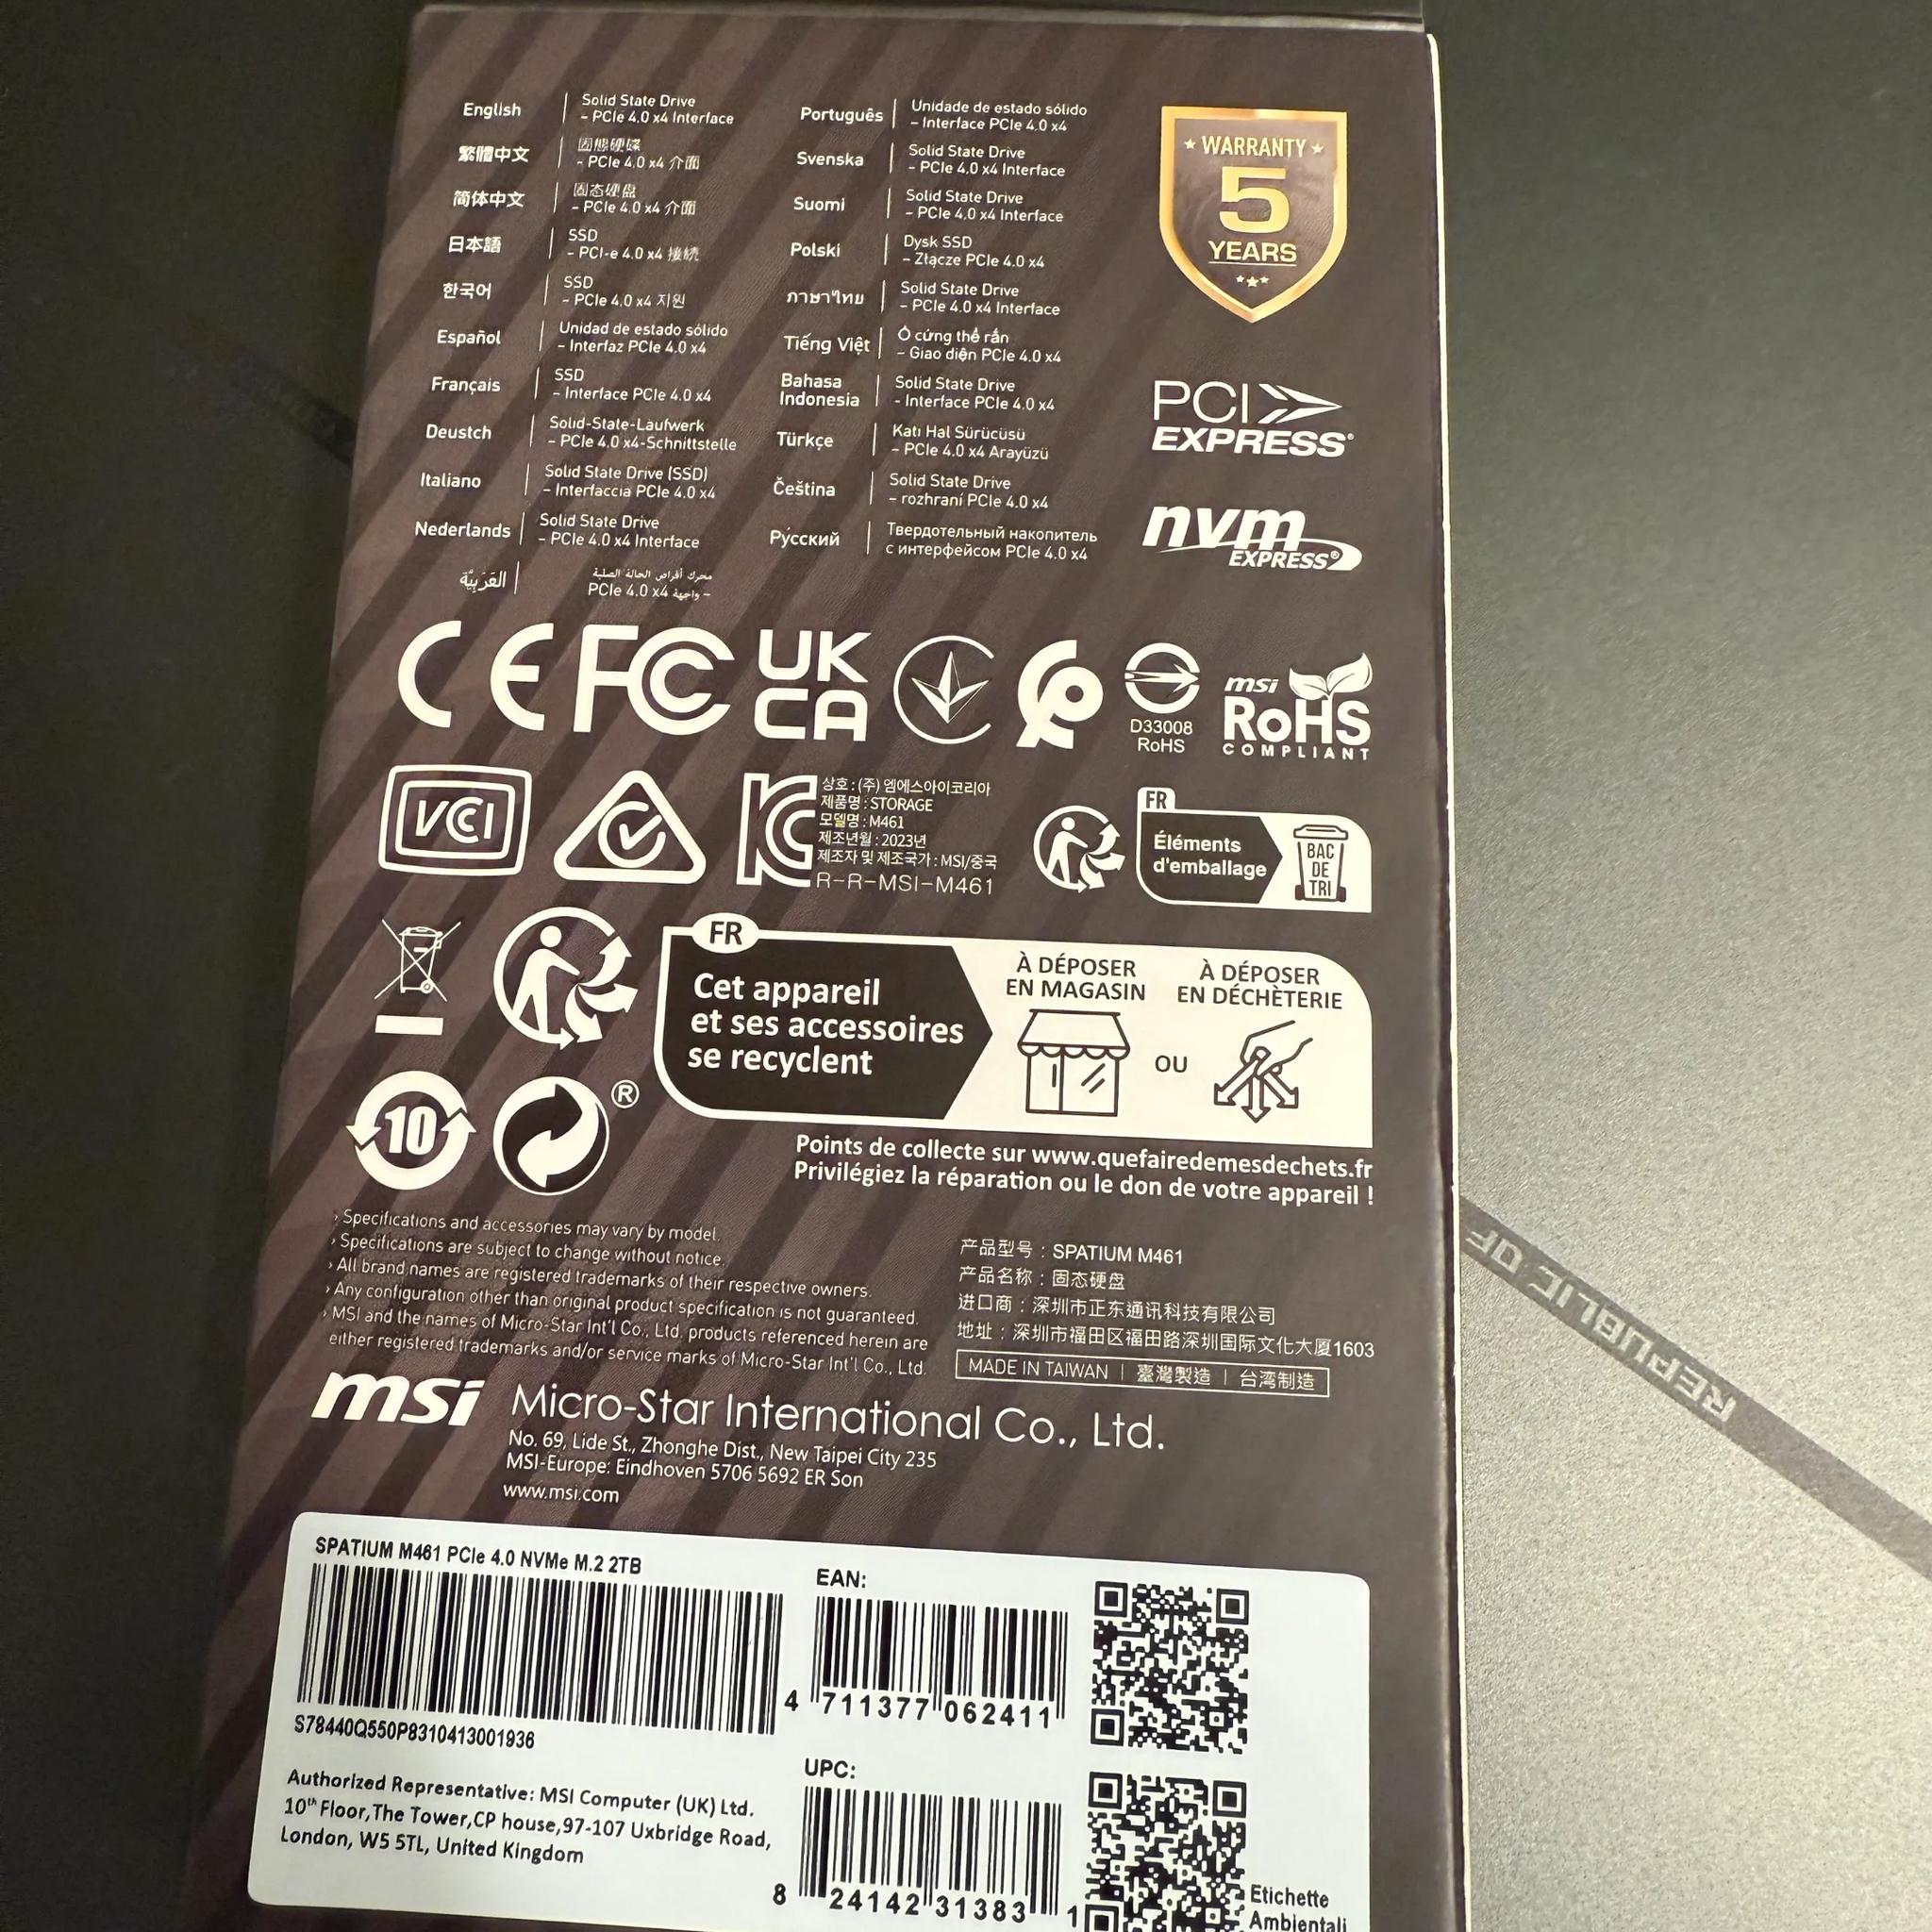 English
Solid State Drive
- PCIe 4.0 x4 Interface
繁體中文
固態硬碟
- PCIe 4.0 x4 介面
简体中文
固态硬盘
- PCIe 4.0 x4 介面
日本語
SSD
- PCI-e 4.0 x4 接続
한국어
SSD
- PCIe 4.0 x4 지원
Español
Unidad de estado sólido
- Interfaz PCIe 4.0 x4
Français
SSD
- Interface PCIe 4.0 x4
Deustch
Solid-State-Laufwerk
- PCIe 4.0 x4-Schnittstelle
Italiano
Solid State Drive (SSD)
- Interfaccia PCIe 4.0 x4
Nederlands
Solid State Drive
- PCIe 4.0 x4 Interface
العَرَبِيَّة
محرك أقراص الحالة الصلبة
- واجهة PCIe 4.0 x4
Português
Unidade de estado sólido
- Interface PCIe 4.0 x4
Svenska
Solid State Drive
- PCIe 4.0 x4 Interface
Suomi
Solid State Drive
- PCIe 4.0 x4 Interface
Polski
Dysk SSD
- Złącze PCIe 4.0 x4
ภาษาไทย
Solid State Drive
- PCIe 4.0 x4 Interface
Tiếng Việt
Ổ cứng thể rắn
- Giao diện PCIe 4.0 x4
Bahasa
Indonesia
Solid State Drive
- Interface PCIe 4.0 x4
Türkçe
Katı Hal Sürücüsü
- PCIe 4.0 x4 Arayüzü
Čeština
Solid State Drive
- rozhraní PCIe 4.0 x4
Ру́сский
Твердотельный накопитель
с интерфейсом PCIe 4.0 x4
WARRANTY
5
YEARS
PCI
EXPRESS®
nvm
EXPRESS®
CE
FC
UK
CA
D33008
RoHS
msi
RoHS
COMPLIANT
VCCI
KC
상호 : (주) 엠에스아이코리아
제품명 : STORAGE
모델명 : M461
제조년월 : 2023년
제조자 및 제조국가 : MSI/중국
R-R-MSI-M461
FR
Éléments
d'emballage
BAC
DE
TRI
FR
Cet appareil
et ses accessoires
se recyclent
À DÉPOSER
EN MAGASIN
OU
À DÉPOSER
EN DÉCHÈTERIE
10
®
Points de collecte sur www.quefairedemesdechets.fr
Privilégiez la réparation ou le don de votre appareil !
› Specifications and accessories may vary by model.
› Specifications are subject to change without notice.
› All brand names are registered trademarks of their respective owners.
› Any configuration other than original product specification is not guaranteed.
› MSI and the names of Micro-Star Int'l Co., Ltd. products referenced herein are
either registered trademarks and/or service marks of Micro-Star Int'l Co., Ltd.
产品型号：SPATIUM M461
产品名称：固态硬盘
进口商：深圳市正东通讯科技有限公司
地址：深圳市福田区福田路深圳国际文化大厦1603
MADE IN TAIWAN | 臺灣製造 | 台湾制造
msi
Micro-Star International Co., Ltd.
No. 69, Lide St., Zhonghe Dist., New Taipei City 235
MSI-Europe: Eindhoven 5706 5692 ER Son
www.msi.com
SPATIUM M461 PCIe 4.0 NVMe M.2 2TB
S78440Q550P8310413001936
EAN:
4 711377 062411
UPC:
8 24142 31383 1
Authorized Representative: MSI Computer (UK) Ltd.
10th Floor,The Tower,CP house,97-107 Uxbridge Road,
London, W5 5TL, United Kingdom
Etichette
Ambientali
REPUBLIC OF